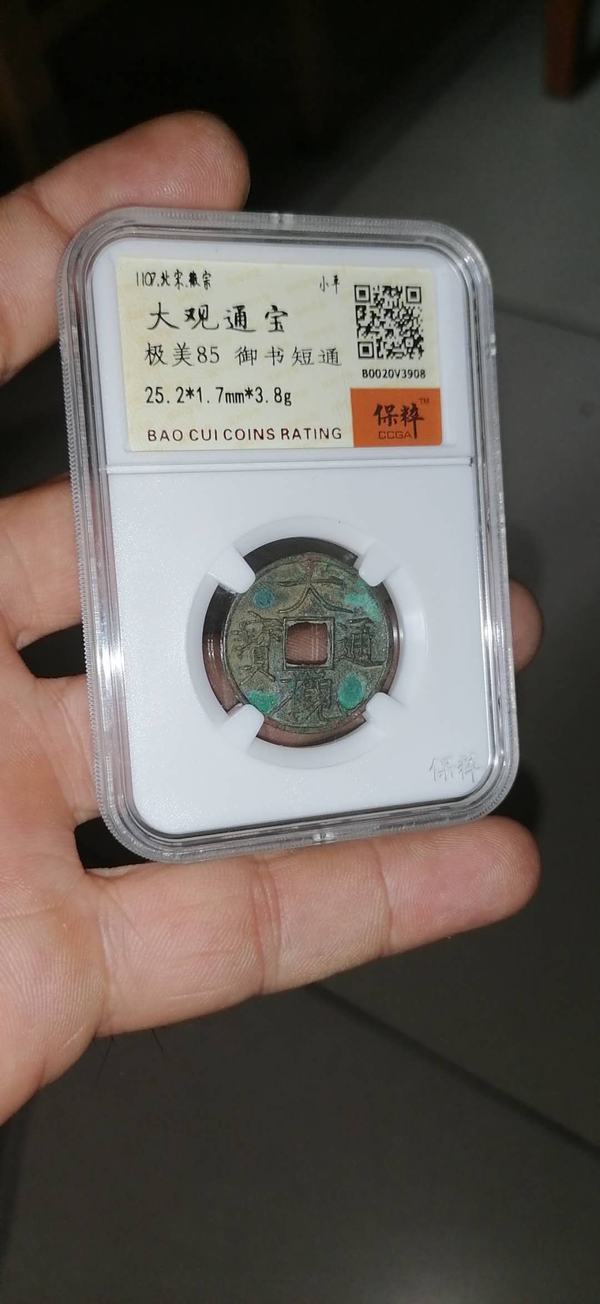 1107.北宋.徽宗
小平
大观通宝
极美85 御书短通
25.2*1.7mm*3.8g
BAO CUI COINS RATING
B0020V3908
保粹™
CCGA
大
通
觀
寶
保粹